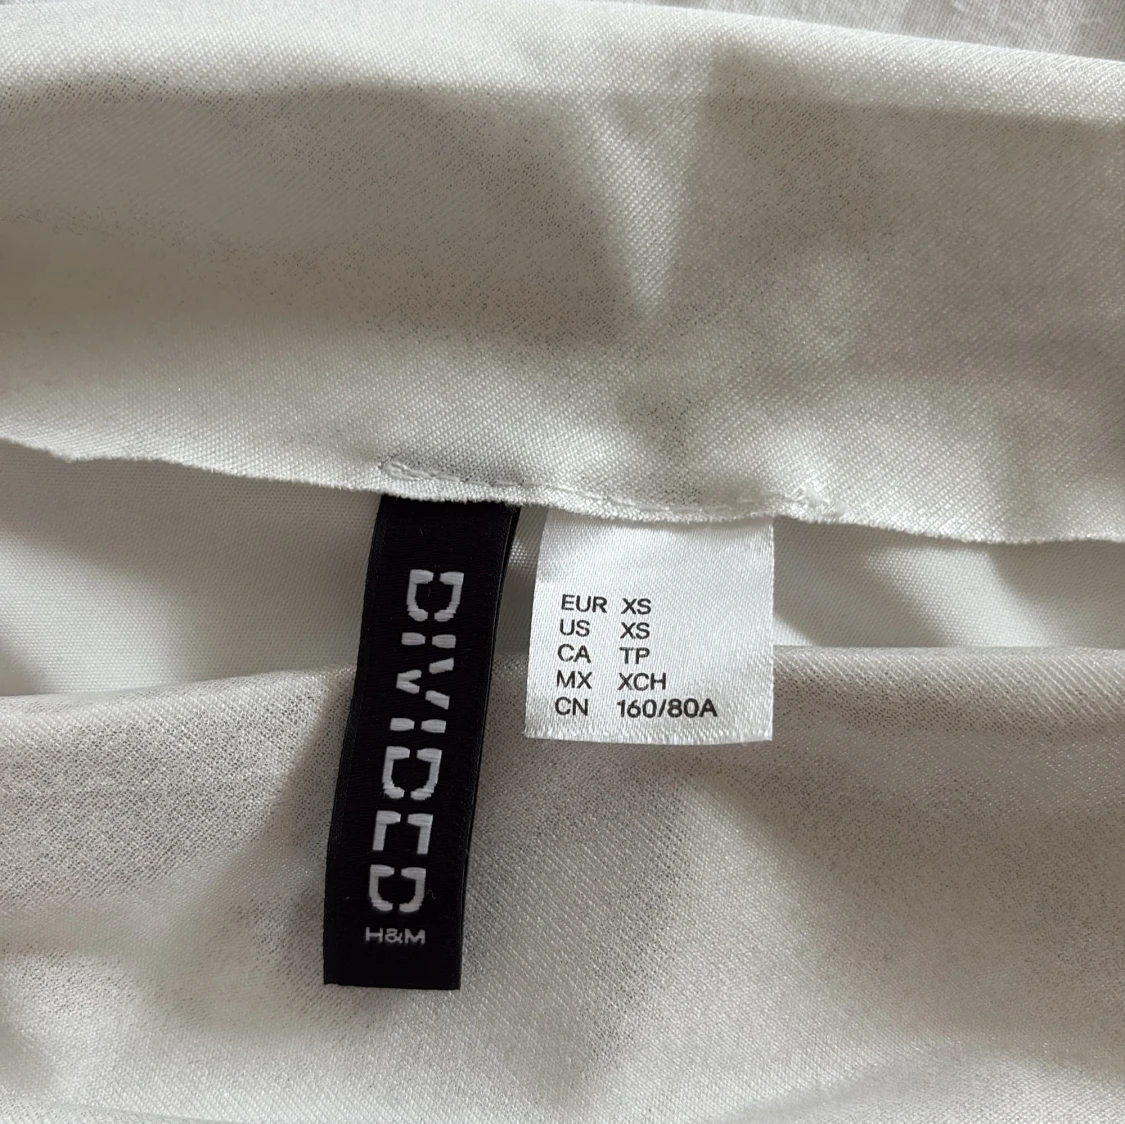 DIVIDED
H&M
EUR XS
US XS
CA TP
MX XCH
CN 160/80A